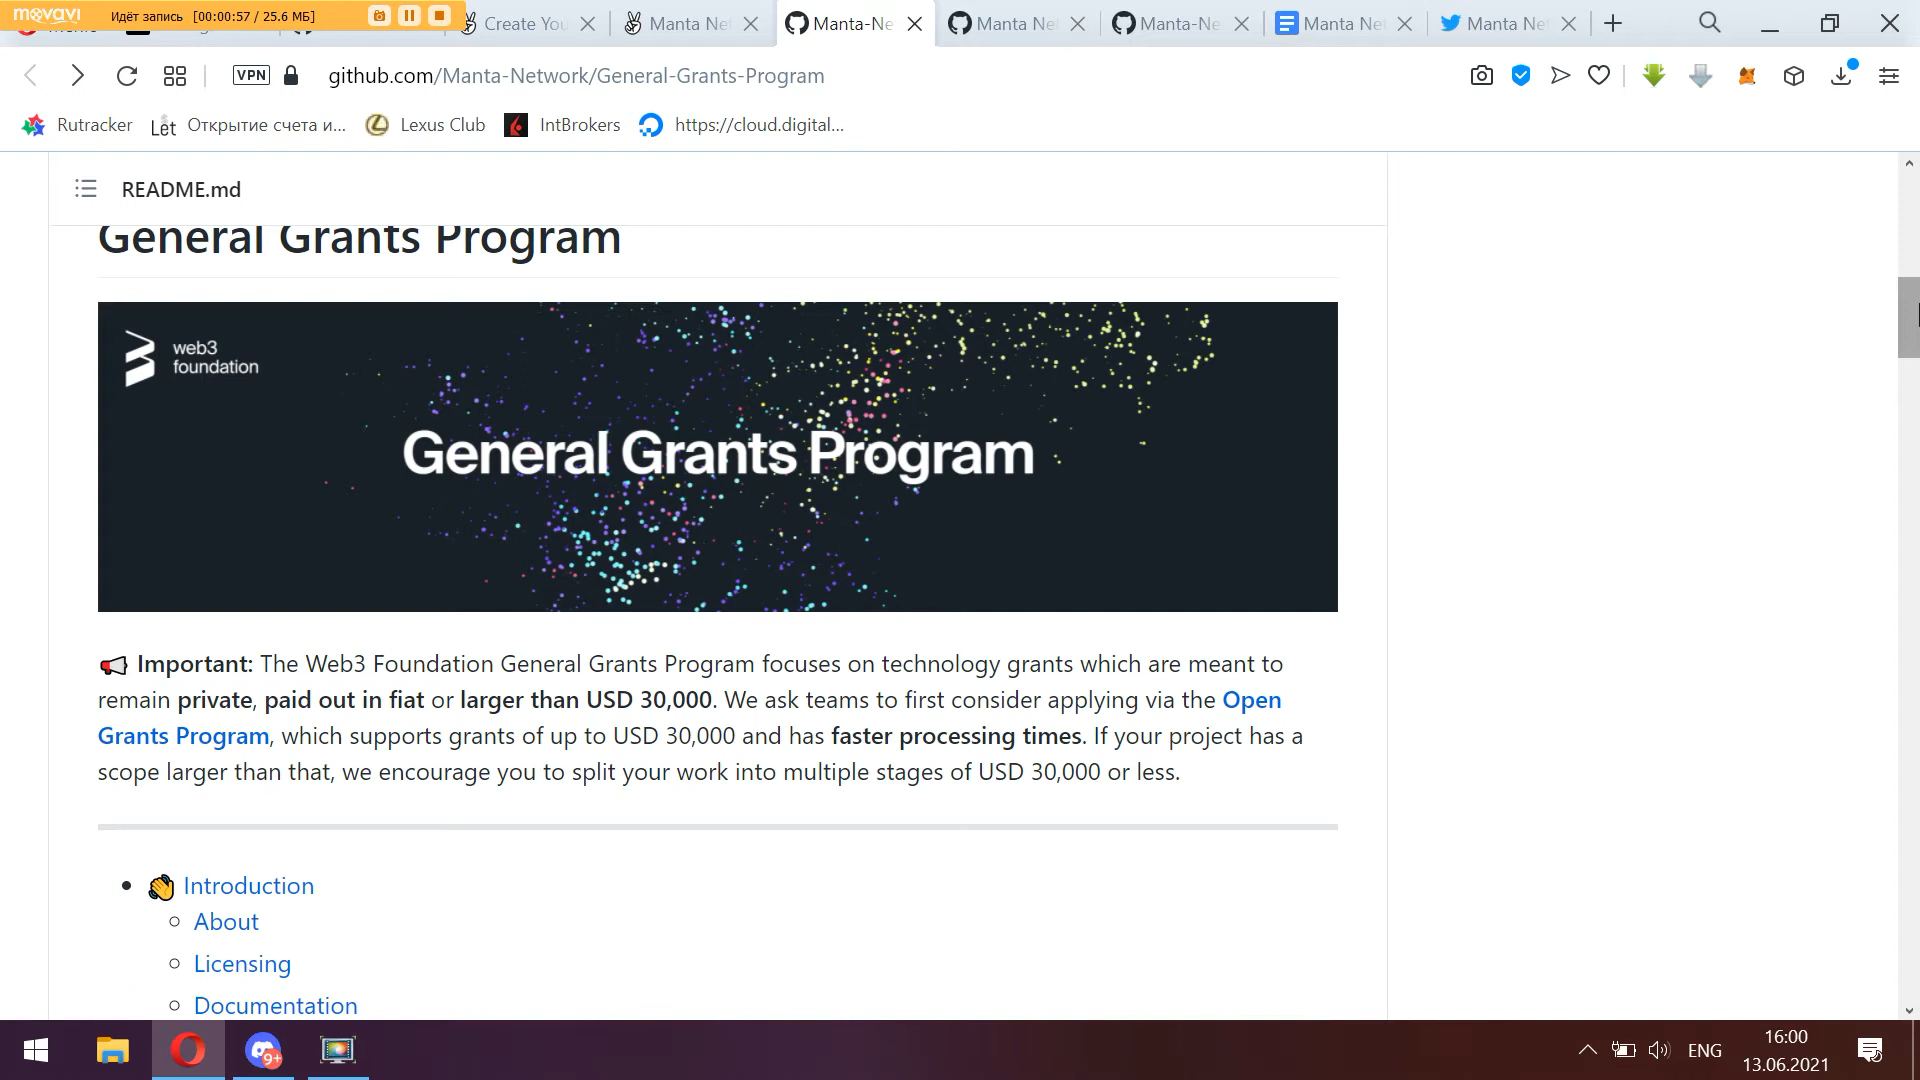 movavi Идёт запись [00:00:57 / 25.6 МБ]
Create You Manta Net Manta-Ne Manta Ne Manta-Ne Manta Net Manta Net
VPN github.com/Manta-Network/General-Grants-Program
Rutracker Let Открытие счета и... Lexus Club IntBrokers https://cloud.digital...
README.md
General Grants Program
web3
foundation
General Grants Program
Important: The Web3 Foundation General Grants Program focuses on technology grants which are meant to
remain private, paid out in fiat or larger than USD 30,000. We ask teams to first consider applying via the Open
Grants Program, which supports grants of up to USD 30,000 and has faster processing times. If your project has a
scope larger than that, we encourage you to split your work into multiple stages of USD 30,000 or less.
Introduction
About
Licensing
Documentation
9+
ENG
16:00
13.06.2021